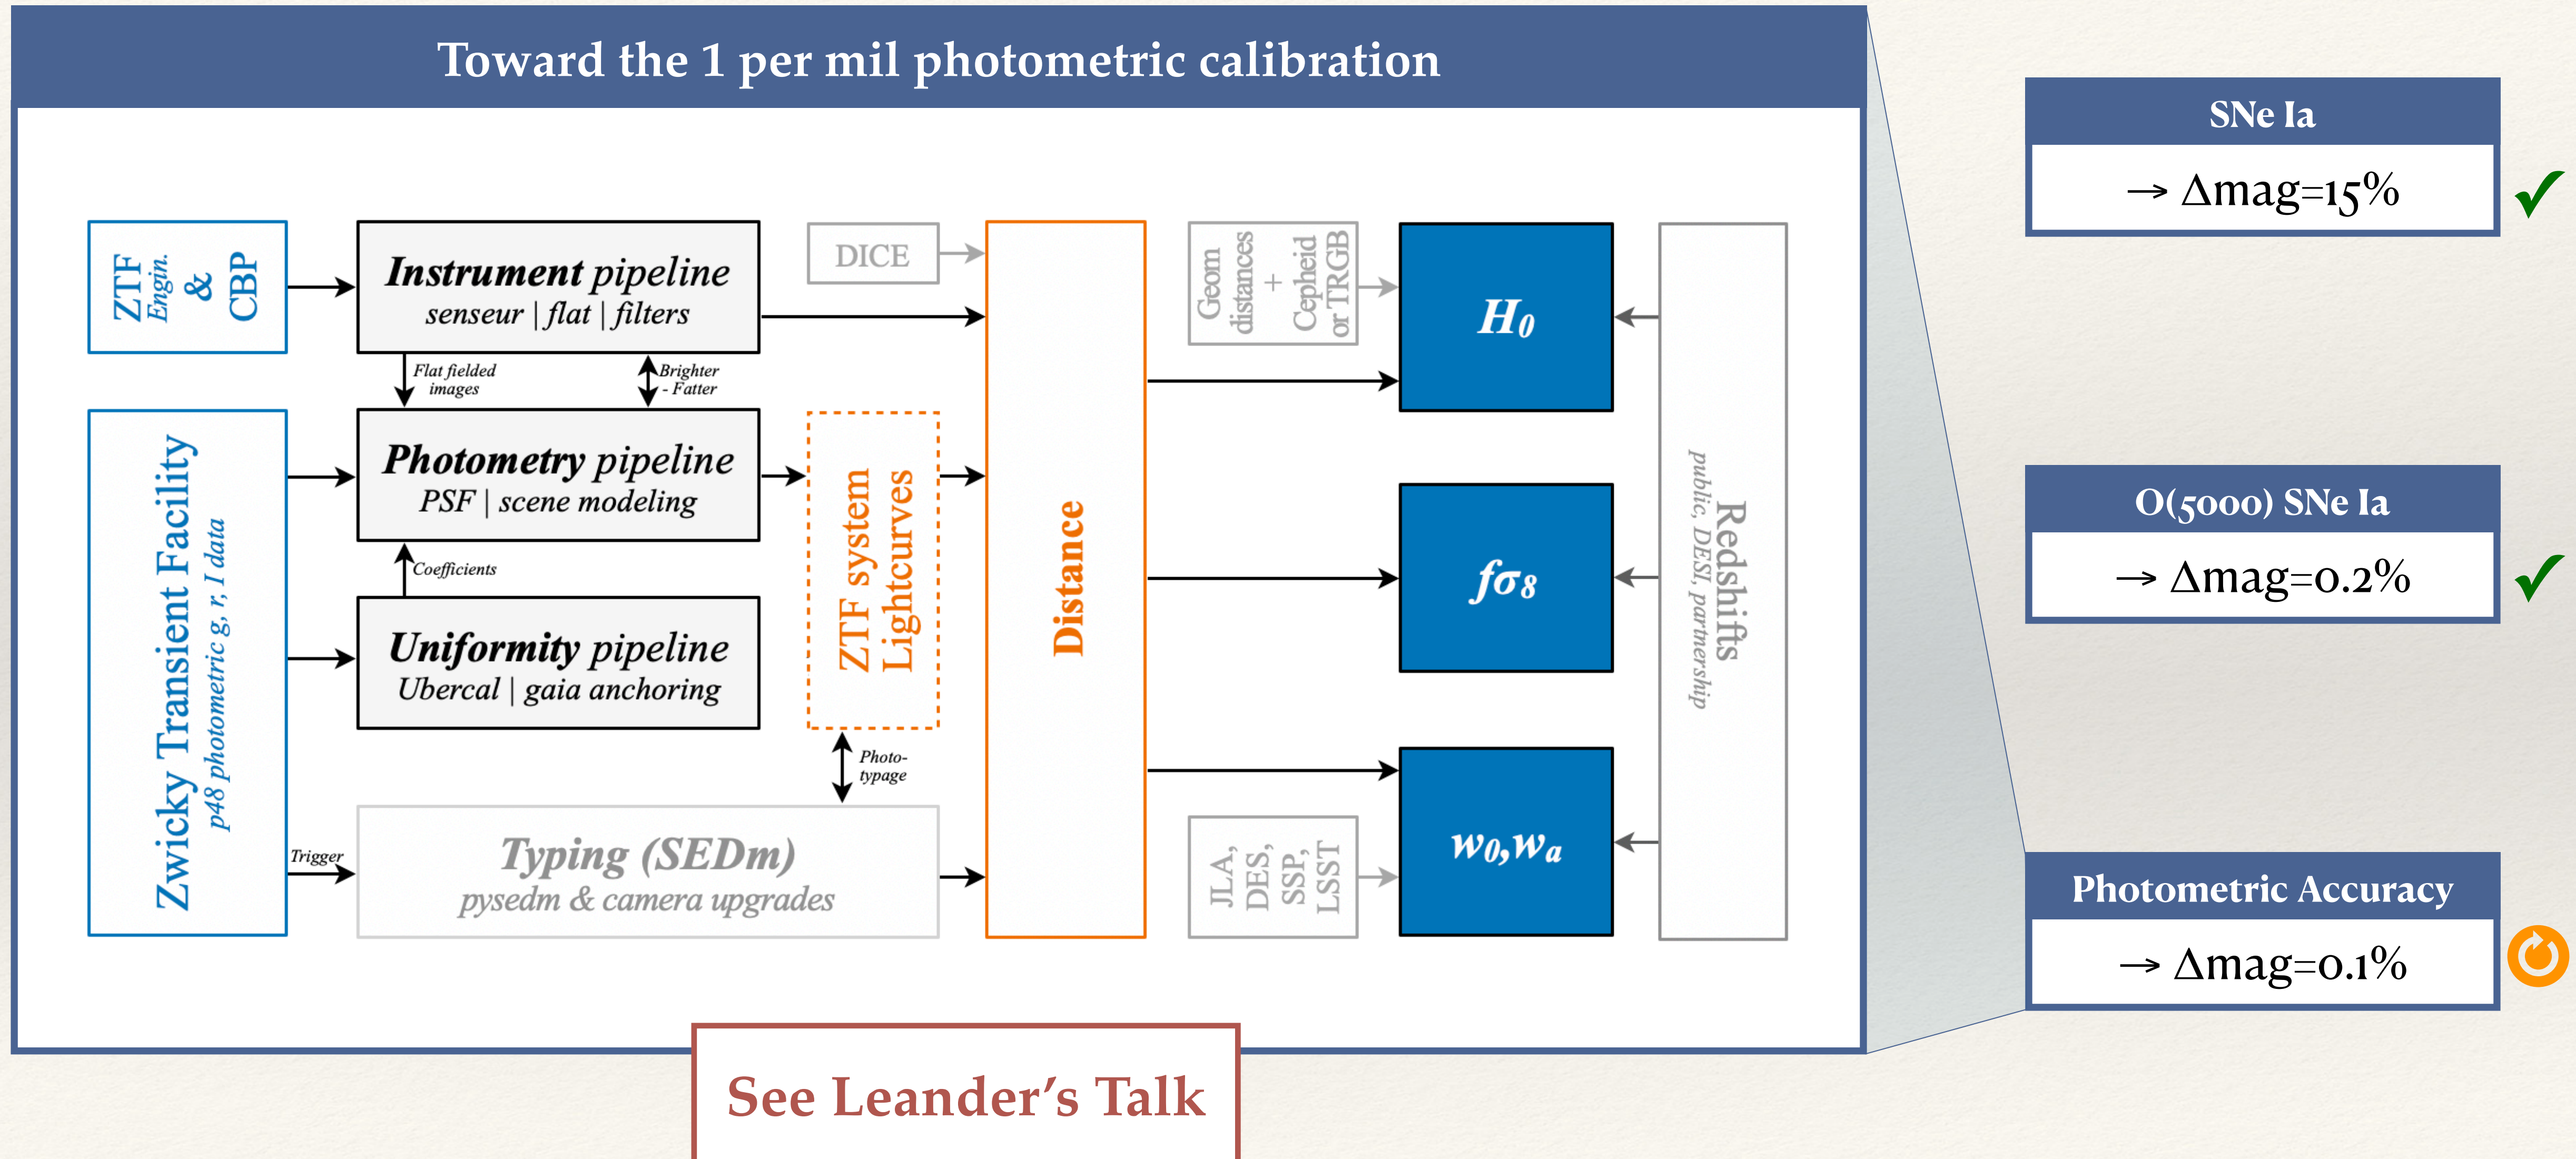 Toward the 1 per mil photometric calibration
ZTF
Engin.
&
CBP
Instrument pipeline
senseur | flat | filters
DICE
Flat fielded
images
Brighter
- Fatter
Zwicky Transient Facility
p48 photometric g, r, I data
Photometry pipeline
PSF | scene modeling
Coefficients
Uniformity pipeline
Ubercal | gaia anchoring
Trigger
Typing (SEDm)
pysedm & camera upgrades
ZTF system
Lightcurves
Photo-
typage
Distance
Geom
distances
+
Cepheid
or TRGB
H0
fσ8
JLA,
DES,
SSP,
LSST
w0,wa
Redshifts
public, DESI, partnership
See Leander’s Talk
SNe Ia
→ Δmag=15%
O(5000) SNe Ia
→ Δmag=0.2%
Photometric Accuracy
→ Δmag=0.1%